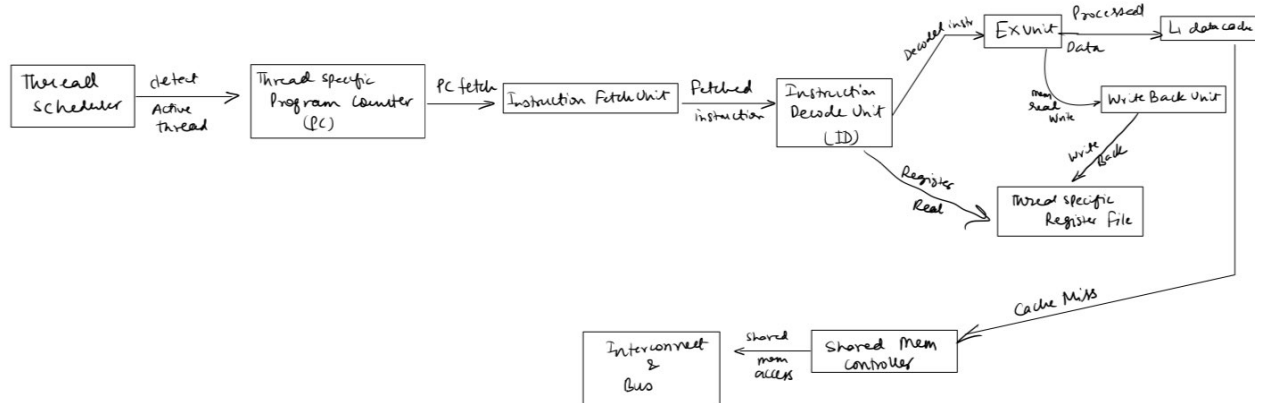 Thread
Scheduler
detect
Active
thread
Thread specific
Program Counter
(PC)
PC fetch
Instruction Fetch Unit
Fetched
instruction
Instruction
Decode Unit
(ID)
Decoded instr
Ex Unit
Processed
Data
L1 data cache
mem
read
write
Write Back Unit
Write
Back
Register
Read
Thread specific
Register File
Cache Miss
Shared Mem
controller
Shared
mem
access
Interconnect
&
Bus